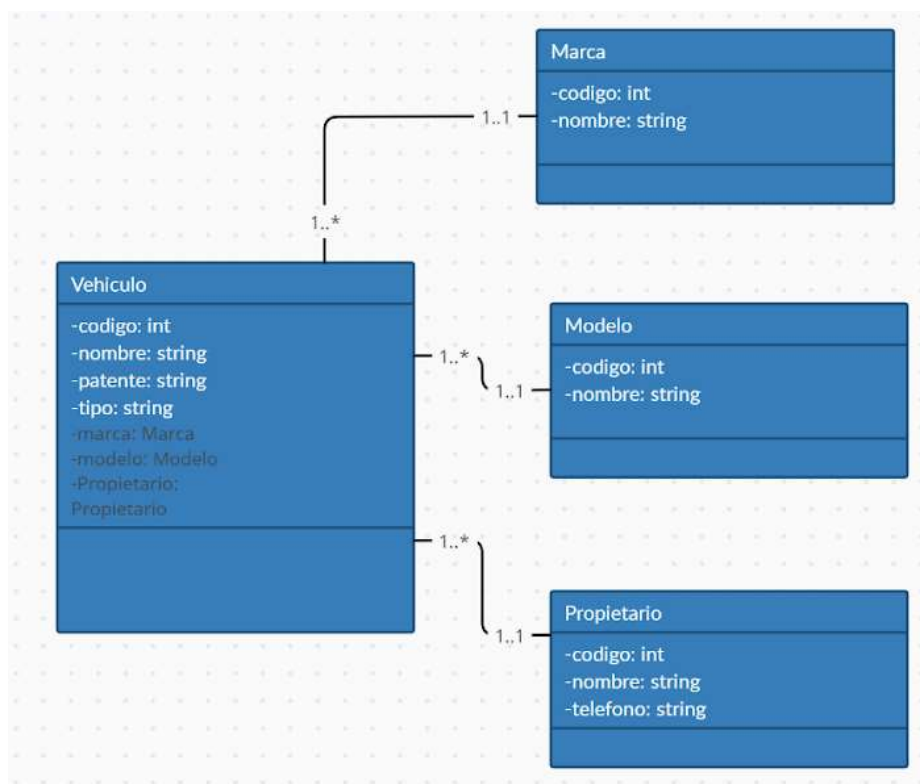 Marca
-codigo: int
-nombre: string
1..1
1..*
Vehiculo
-codigo: int
-nombre: string
-patente: string
-tipo: string
-marca: Marca
-modelo: Modelo
-Propietario:
Propietario
1..*
1..1
Modelo
-codigo: int
-nombre: string
1..*
1..1
Propietario
-codigo: int
-nombre: string
-telefono: string